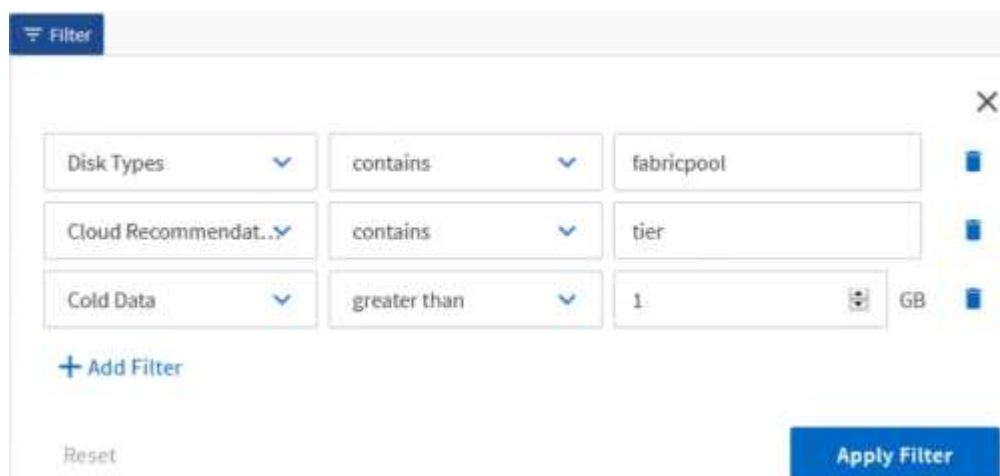 Filter
Disk Types contains fabricpool
Cloud Recommendat... contains tier
Cold Data greater than 1 GB
+ Add Filter
Reset Apply Filter